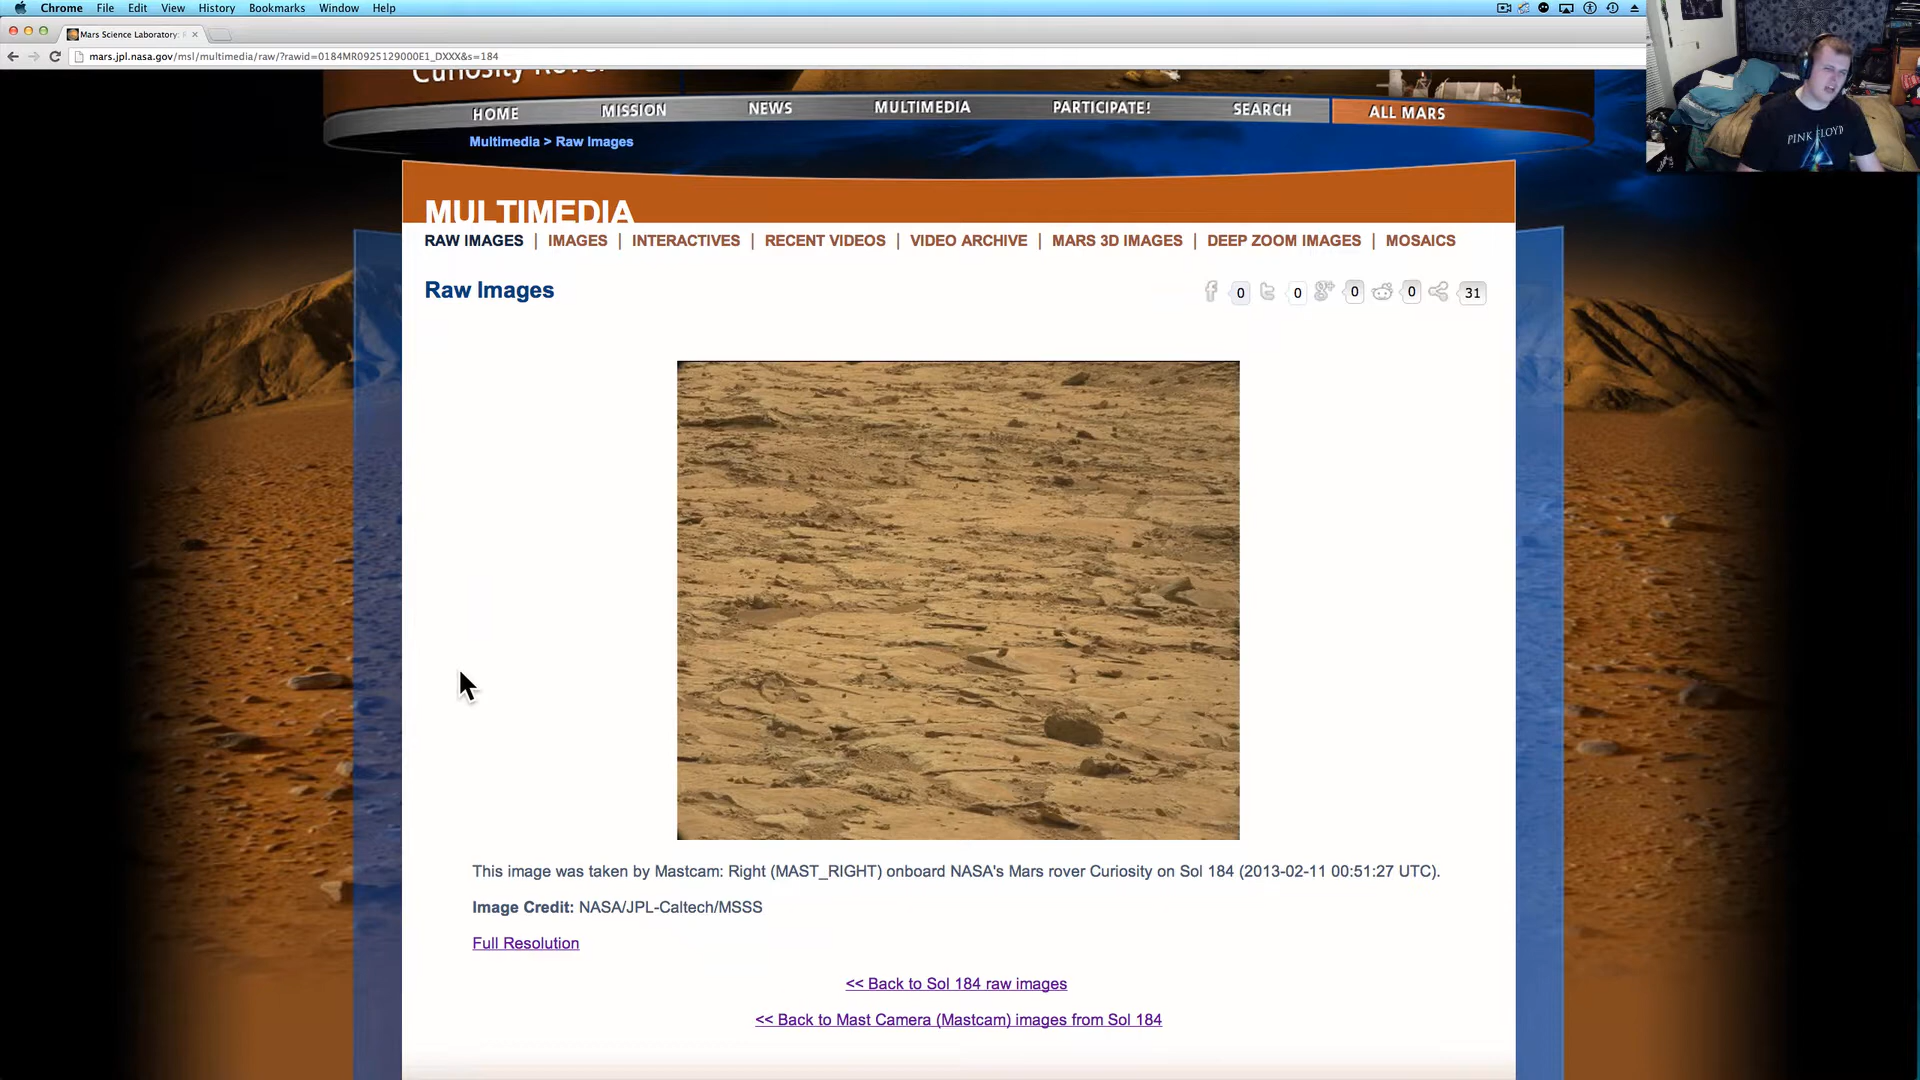 Chrome File Edit View History Bookmarks Window Help
Mars Science Laboratory:
mars.jpl.nasa.gov/msl/multimedia/raw/?rawid=0184MR0925129000E1_DXXX&s=184
Curiosity Rover
HOME MISSION NEWS MULTIMEDIA PARTICIPATE! SEARCH ALL MARS
Multimedia > Raw Images
PINK FLOYD
MULTIMEDIA
RAW IMAGES | IMAGES | INTERACTIVES | RECENT VIDEOS | VIDEO ARCHIVE | MARS 3D IMAGES | DEEP ZOOM IMAGES | MOSAICS
Raw Images
0 0 0 0 31
This image was taken by Mastcam: Right (MAST_RIGHT) onboard NASA's Mars rover Curiosity on Sol 184 (2013-02-11 00:51:27 UTC).
Image Credit: NASA/JPL-Caltech/MSSS
Full Resolution
<< Back to Sol 184 raw images
<< Back to Mast Camera (Mastcam) images from Sol 184